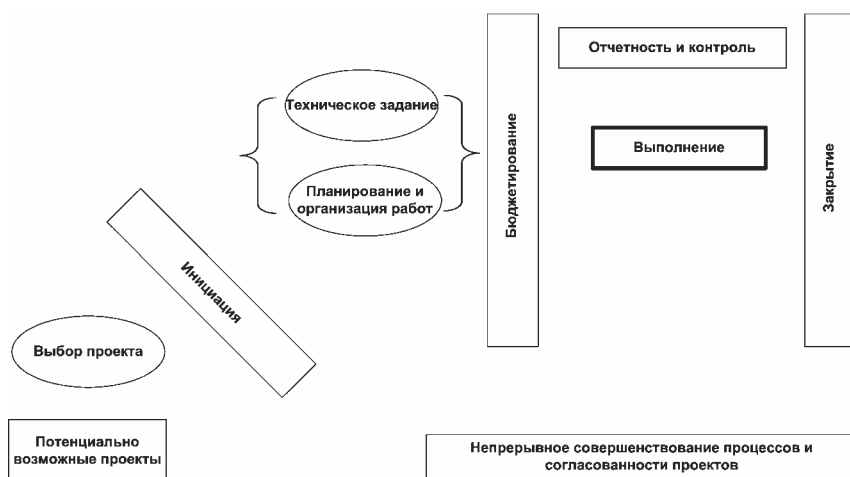 Отчетность и контроль
Техническое задание
Бюджетирование
Выполнение
Закрытие
Планирование и
организация работ
Инициация
Выбор проекта
Потенциально
возможные проекты
Непрерывное совершенствование процессов и
согласованности проектов